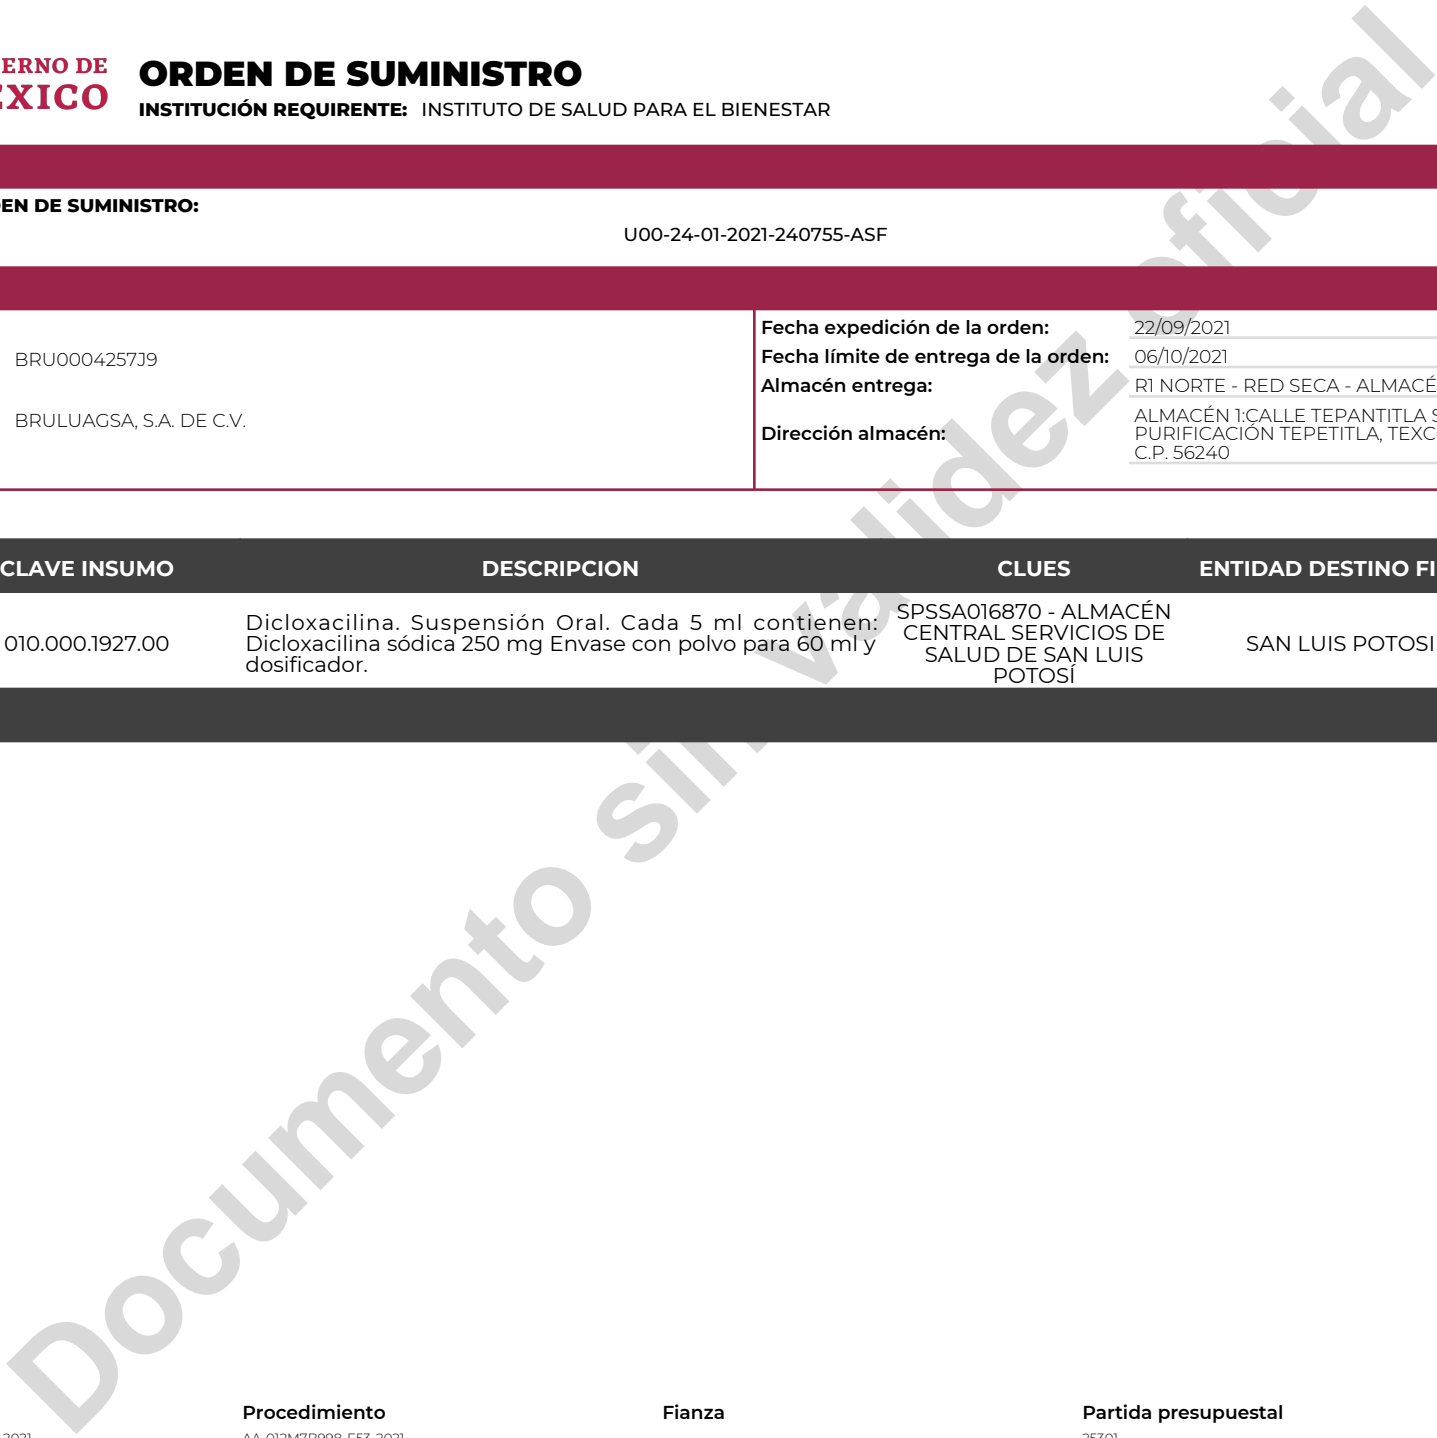 ERNO DE
EXICO
ORDEN DE SUMINISTRO
INSTITUCIÓN REQUIRENTE: INSTITUTO DE SALUD PARA EL BIENESTAR
EN DE SUMINISTRO:
U00-24-01-2021-240755-ASF
BRU0004257J9
BRULUAGSA, S.A. DE C.V.
Fecha expedición de la orden: 22/09/2021
Fecha límite de entrega de la orden: 06/10/2021
Almacén entrega: R1 NORTE - RED SECA - ALMACÉ
Dirección almacén:
ALMACÉN 1:CALLE TEPANTITLA S
PURIFICACIÓN TEPETITLA, TEXC
C.P. 56240
CLAVE INSUMO DESCRIPCION CLUES ENTIDAD DESTINO FI
010.000.1927.00
Dicloxacilina. Suspensión Oral. Cada 5 ml contienen:
Dicloxacilina sódica 250 mg Envase con polvo para 60 ml y
dosificador.
SPSSA016870 - ALMACÉN
CENTRAL SERVICIOS DE
SALUD DE SAN LUIS
POTOSÍ
SAN LUIS POTOSI
Documento sin validez oficial
Procedimiento Fianza Partida presupuestal